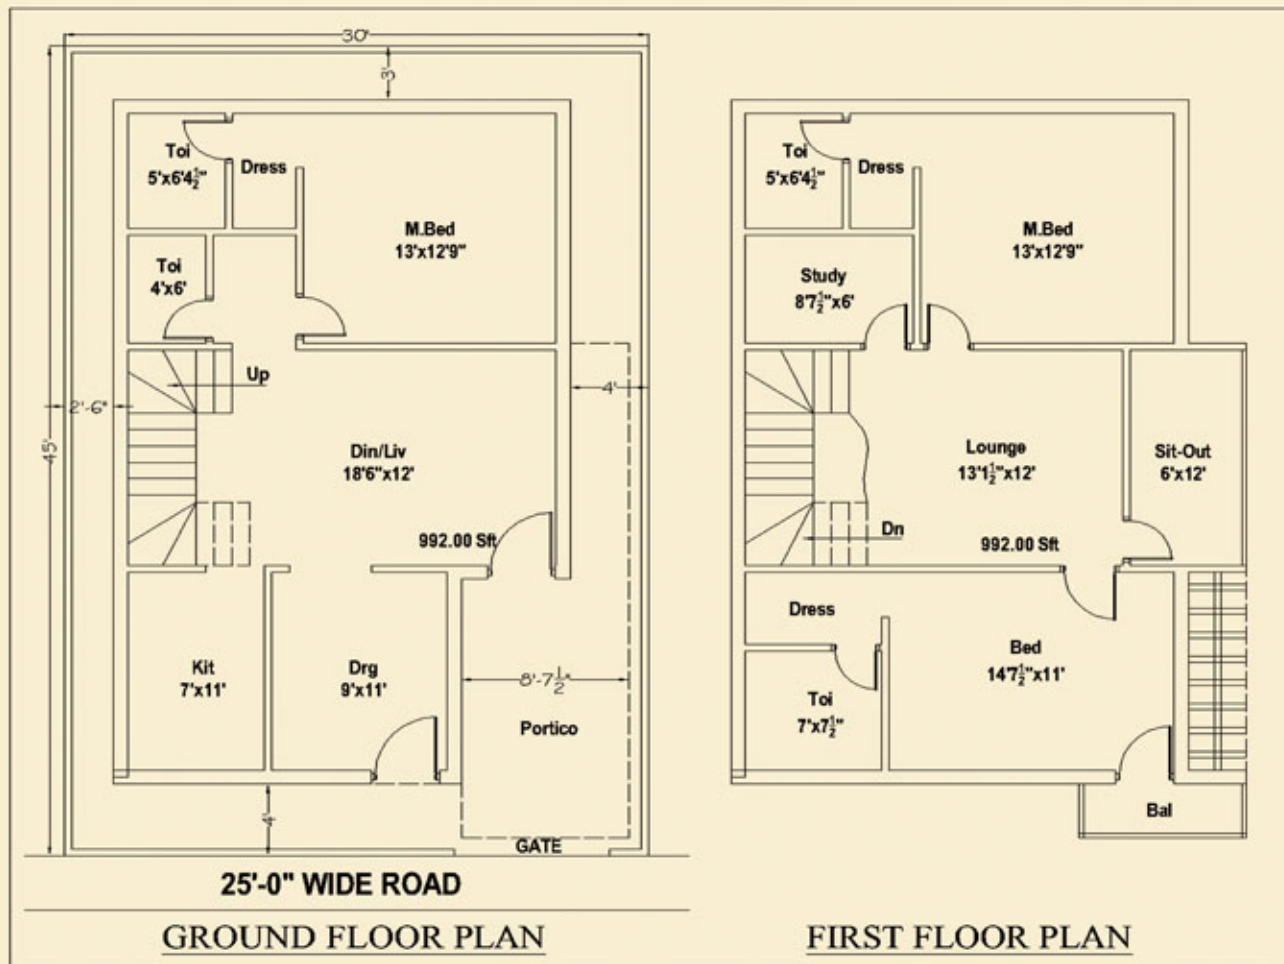 30'
3'
Toi
5'x6'4½"
Dress
M.Bed
13'x12'9"
Toi
4'x6'
Up
2'-6"
4'
45'
Din/Liv
18'6"x12'
992.00 Sft
Kit
7'x11'
Drg
9'x11'
8'-7½"
Portico
4'
GATE
25'-0" WIDE ROAD
GROUND FLOOR PLAN
Toi
5'x6'4½"
Dress
M.Bed
13'x12'9"
Study
8'7½"x6'
Lounge
13'1½"x12'
Sit-Out
6'x12'
Dn
992.00 Sft
Dress
Bed
14'7½"x11'
Toi
7'x7½"
Bal
FIRST FLOOR PLAN